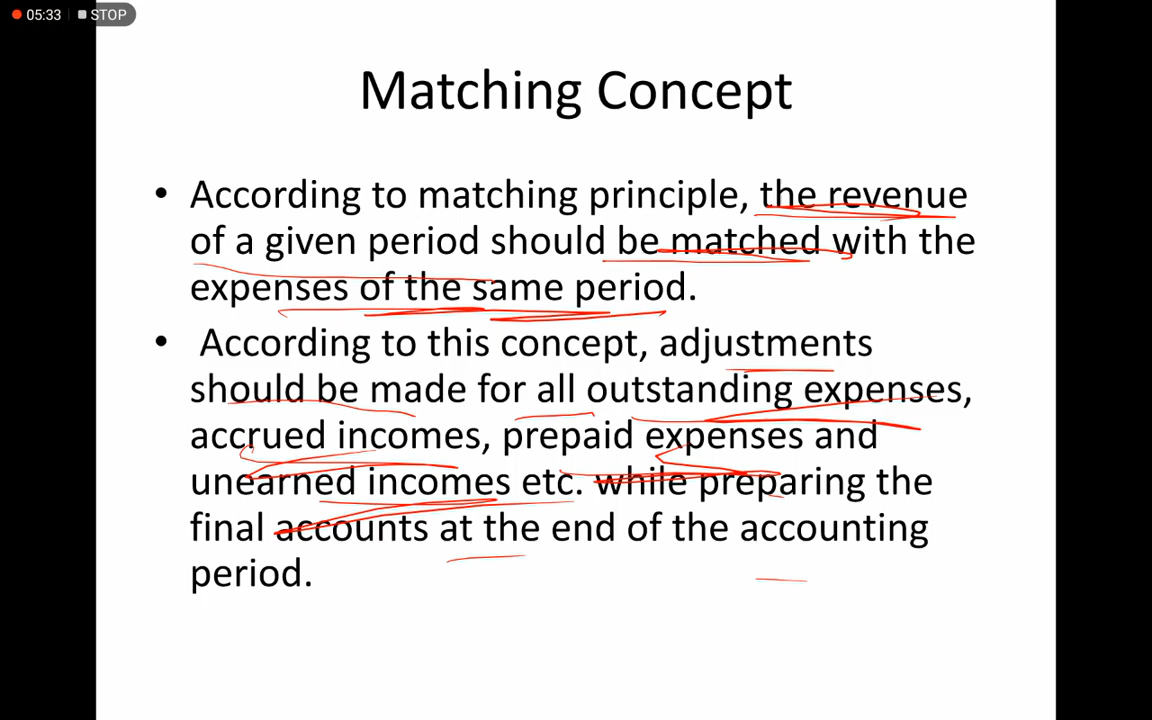 05:33 STOP
Matching Concept
• According to matching principle, the revenue
of a given period should be matched with the
expenses of the same period.
• According to this concept, adjustments
should be made for all outstanding expenses,
accrued incomes, prepaid expenses and
unearned incomes etc. while preparing the
final accounts at the end of the accounting
period.